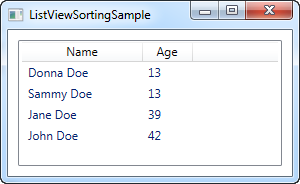 ListViewSortingSample
Name Age
Donna Doe 13
Sammy Doe 13
Jane Doe 39
John Doe 42